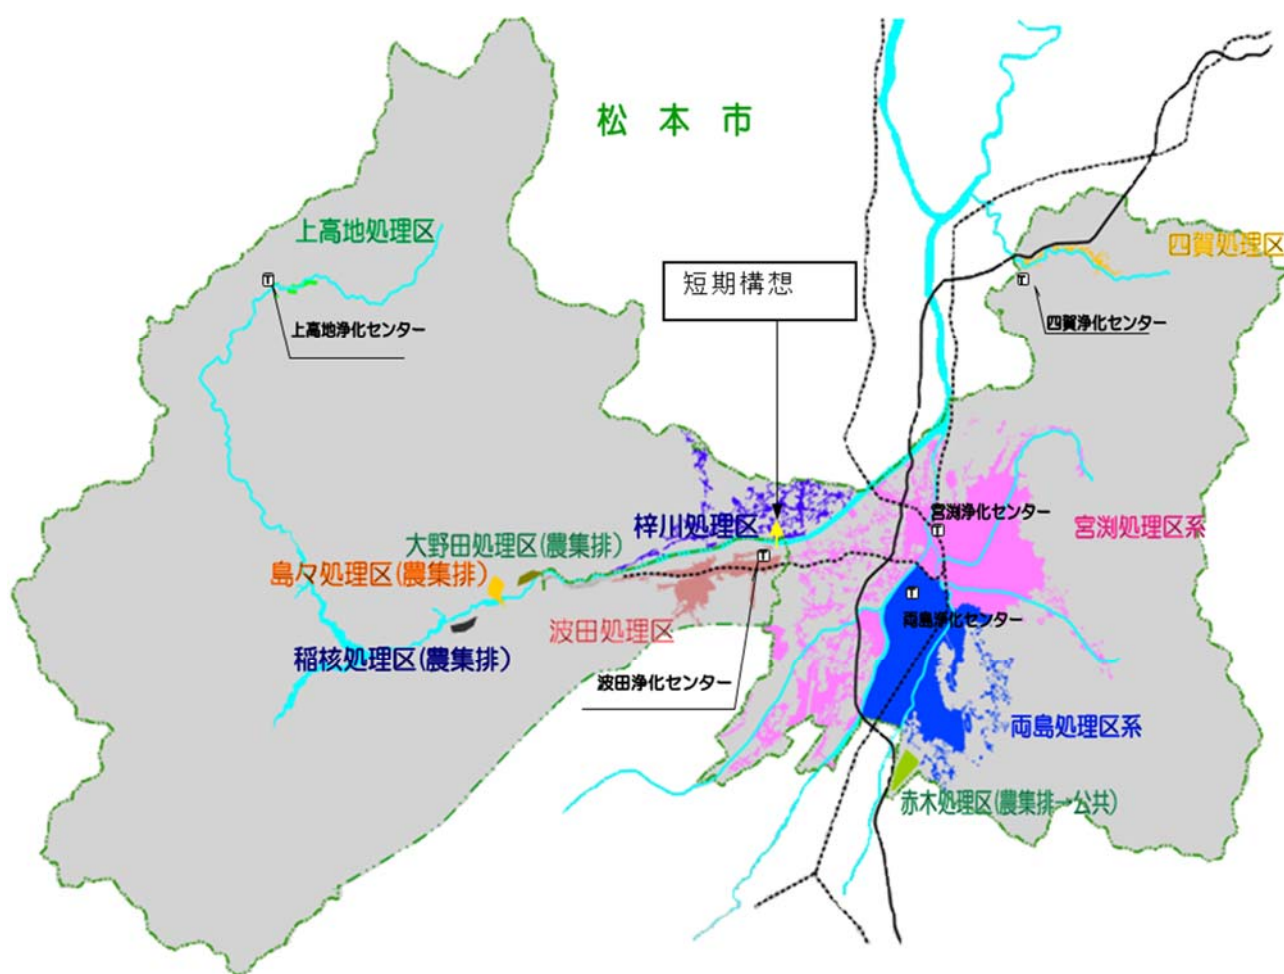 松 本 市
上高地処理区
四賀処理区
短期構想
上高地浄化センター
四賀浄化センター
宮渕浄化センター
梓川処理区
宮渕処理区系
大野田処理区(農集排)
島々処理区(農集排)
両島浄化センター
波田処理区
稲核処理区(農集排)
波田浄化センター
両島処理区系
赤木処理区(農集排→公共)
T
T
T
T
T